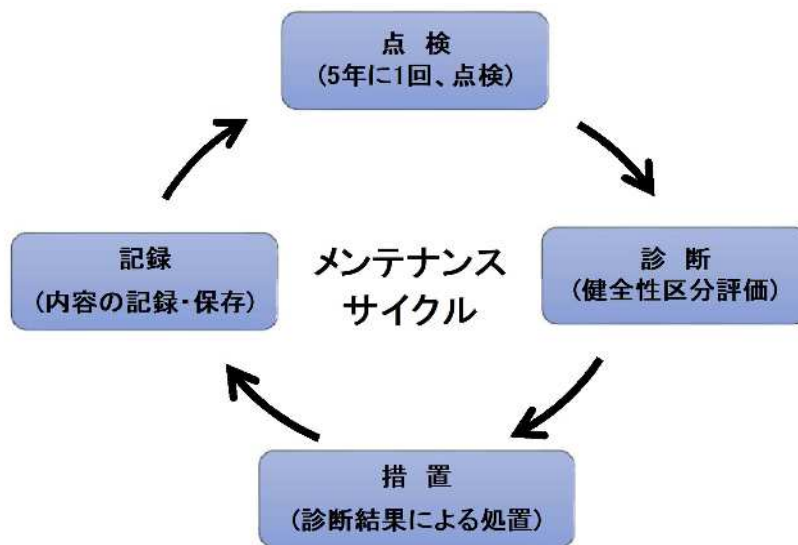 点 検
(5年に1回、点検)
診 断
(健全性区分評価)
措 置
(診断結果による処置)
記録
(内容の記録・保存)
メンテナンス
サイクル